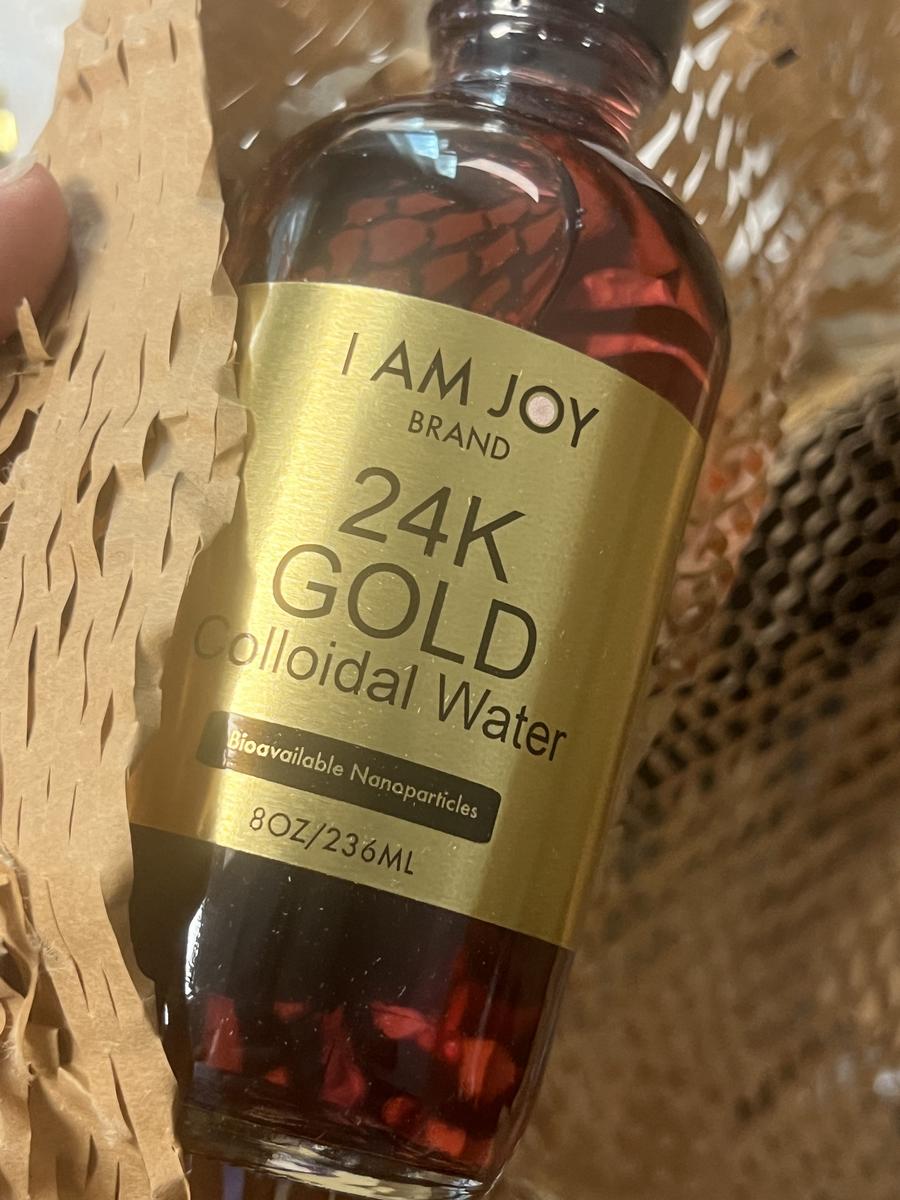 I AM JOY
BRAND
24K
GOLD
Colloidal Water
Bioavailable Nanoparticles
8OZ/236ML